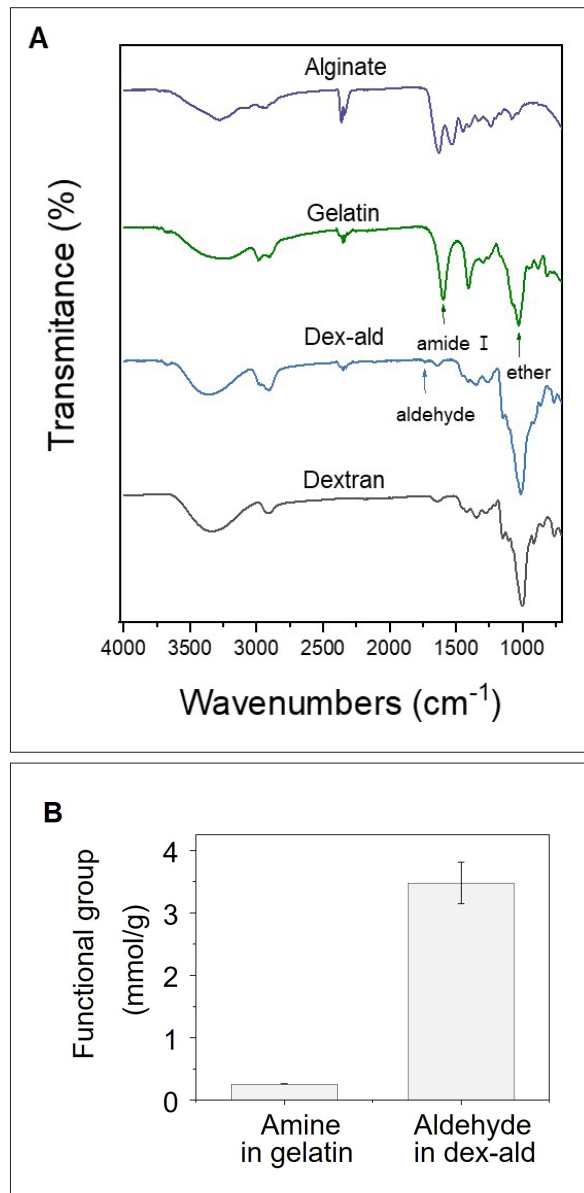 A
Alginate
Gelatin
amide I
ether
Dex-ald
aldehyde
Dextran
Transmitance (%)
4000 3500 3000 2500 2000 1500 1000
Wavenumbers (cm⁻¹)
B
Functional group
(mmol/g)
4
3
2
1
0
Amine
in gelatin
Aldehyde
in dex-ald